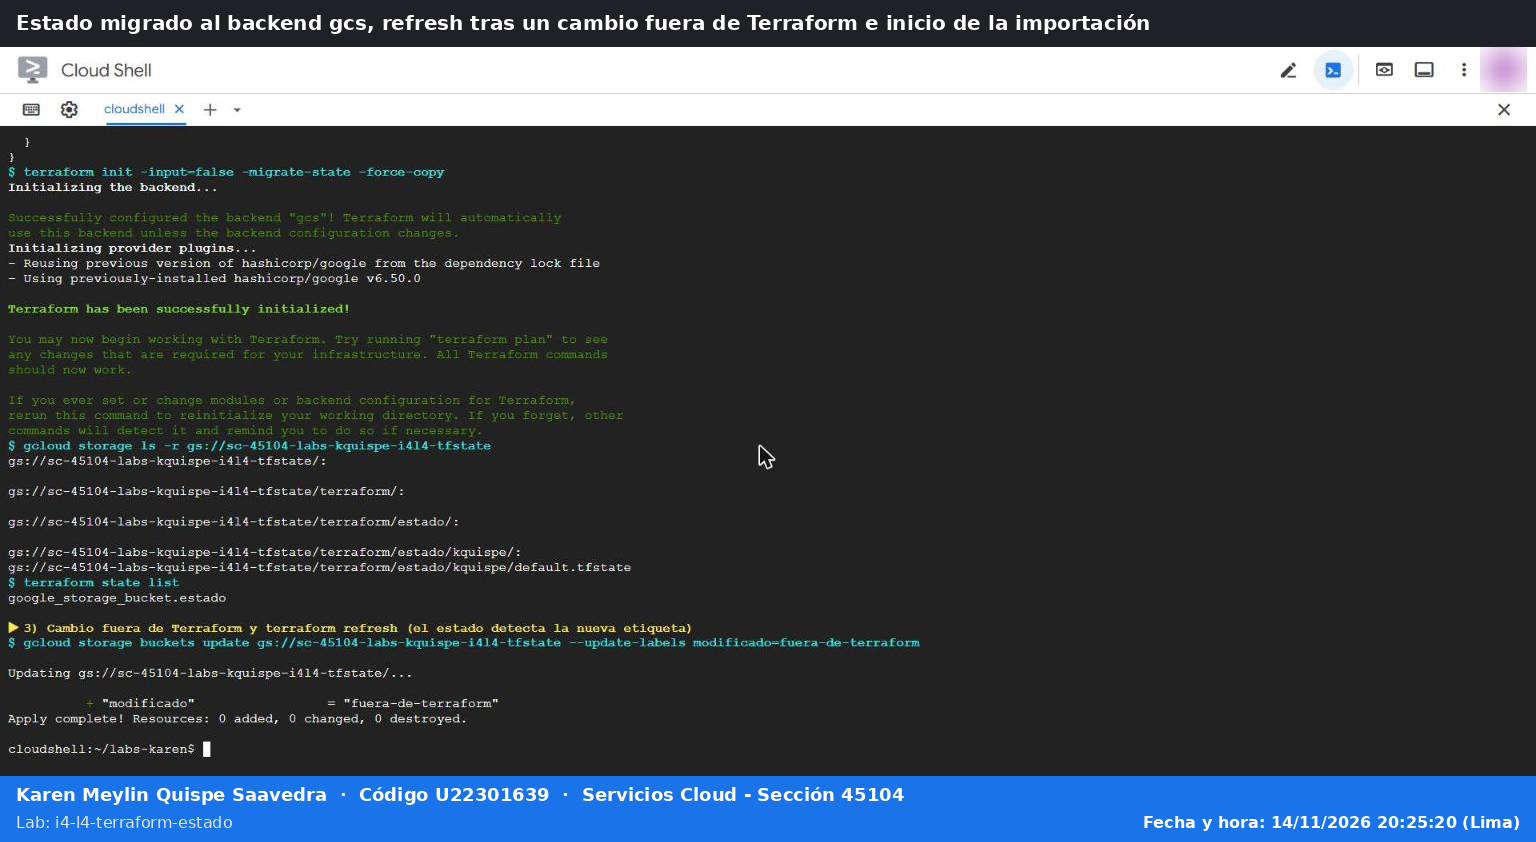 Estado migrado al backend gcs, refresh tras un cambio fuera de Terraform e inicio de la importación
Cloud Shell
cloudshell
  }
}
$ terraform init -input=false -migrate-state -force-copy
Initializing the backend...
Successfully configured the backend "gcs"! Terraform will automatically
use this backend unless the backend configuration changes.
Initializing provider plugins...
- Reusing previous version of hashicorp/google from the dependency lock file
- Using previously-installed hashicorp/google v6.50.0
Terraform has been successfully initialized!
You may now begin working with Terraform. Try running "terraform plan" to see
any changes that are required for your infrastructure. All Terraform commands
should now work.
If you ever set or change modules or backend configuration for Terraform,
rerun this command to reinitialize your working directory. If you forget, other
commands will detect it and remind you to do so if necessary.
$ gcloud storage ls -r gs://sc-45104-labs-kquispe-i4l4-tfstate
gs://sc-45104-labs-kquispe-i4l4-tfstate/:
gs://sc-45104-labs-kquispe-i4l4-tfstate/terraform/:
gs://sc-45104-labs-kquispe-i4l4-tfstate/terraform/estado/:
gs://sc-45104-labs-kquispe-i4l4-tfstate/terraform/estado/kquispe/:
gs://sc-45104-labs-kquispe-i4l4-tfstate/terraform/estado/kquispe/default.tfstate
$ terraform state list
google_storage_bucket.estado
▶ 3) Cambio fuera de Terraform y terraform refresh (el estado detecta la nueva etiqueta)
$ gcloud storage buckets update gs://sc-45104-labs-kquispe-i4l4-tfstate --update-labels modificado=fuera-de-terraform
Updating gs://sc-45104-labs-kquispe-i4l4-tfstate/...
          + "modificado"                 = "fuera-de-terraform"
Apply complete! Resources: 0 added, 0 changed, 0 destroyed.
cloudshell:~/labs-karen$
Karen Meylin Quispe Saavedra · Código U22301639 · Servicios Cloud - Sección 45104
Lab: i4-l4-terraform-estado
Fecha y hora: 14/11/2026 20:25:20 (Lima)